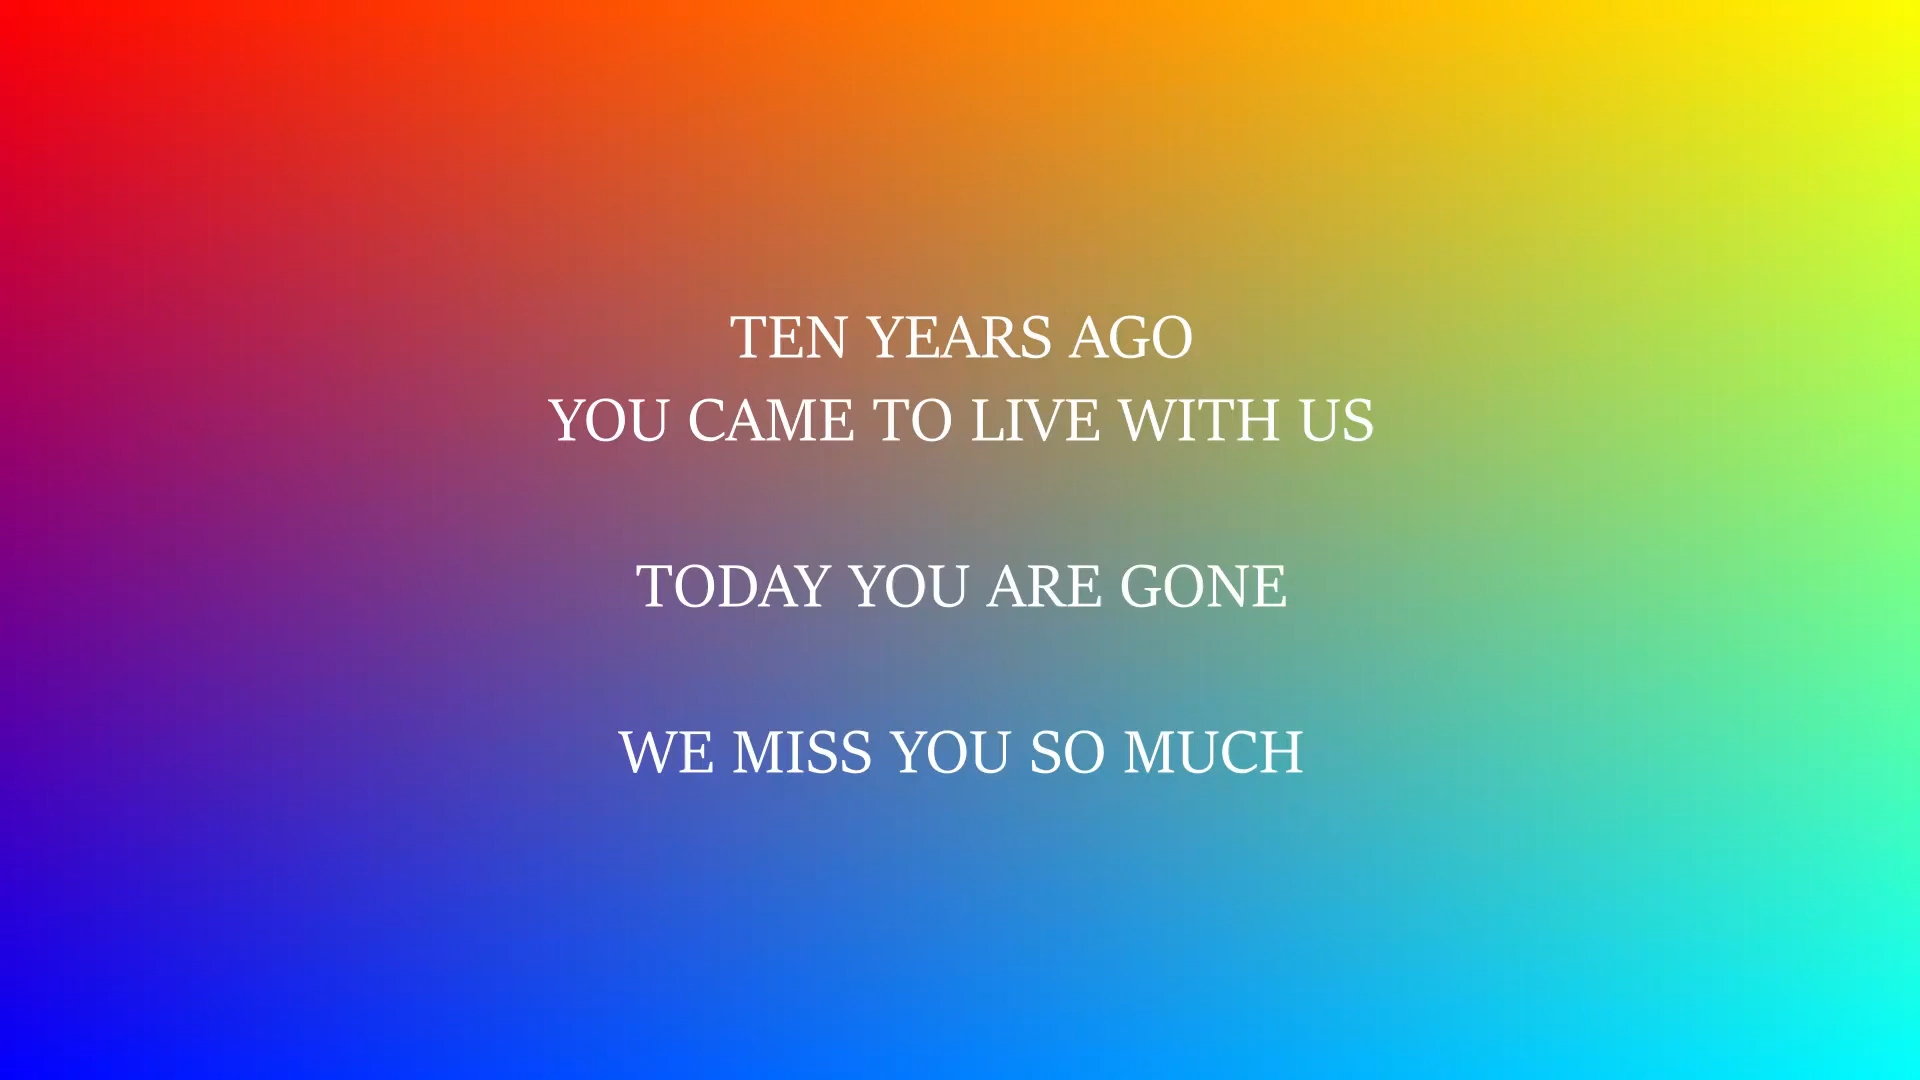 TEN YEARS AGO
YOU CAME TO LIVE WITH US
TODAY YOU ARE GONE
WE MISS YOU SO MUCH